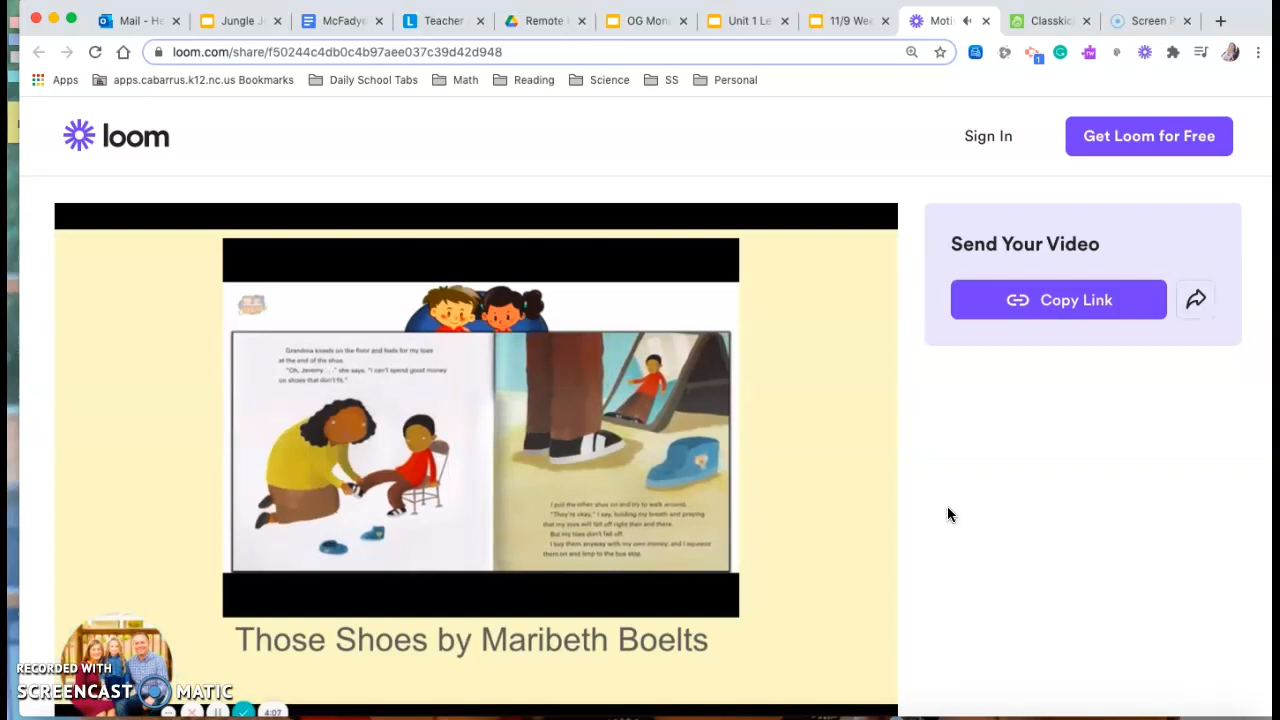 Mail - He
Jungle J
McFadye
Teacher
Remote
OG Mon
Unit 1 Le
11/9 Wee
Moti
Classkic
Screen R
loom.com/share/f50244c4db0c4b97aee037c39d42d948
1
Apps
apps.cabarrus.k12.nc.us Bookmarks
Daily School Tabs
Math
Reading
Science
SS
Personal
loom
Sign In
Get Loom for Free
Send Your Video
Copy Link
Grandma kneels on the floor and feels for my toes
at the end of the shoe.
"Oh, Jeremy . . ." she says, "I can't spend good money
on shoes that don't fit."
I pull the other shoe on and try to walk around.
"They're okay," I say, holding my breath and praying
that my toes will fall off right then and there.
But my toes don't fall off.
I buy them anyway with my own money, and I squeeze
them on and limp to the bus stop.
Those Shoes by Maribeth Boelts
RECORDED WITH
SCREENCAST MATIC
4:07